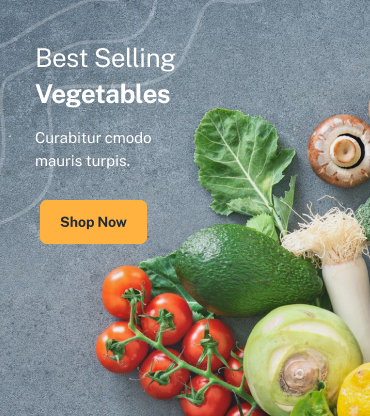 Best Selling
Vegetables
Curabitur cmodo
mauris turpis.
Shop Now